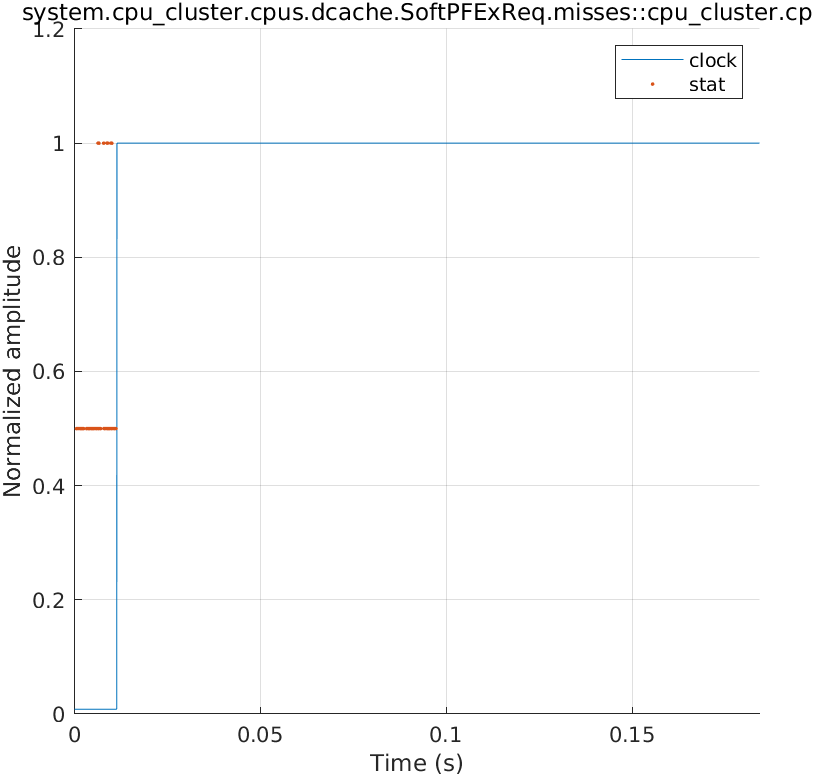 system.cpu_cluster.cpus.dcache.SoftPFExReq.misses::cpu_cluster.cp
1.2
clock
stat
1
0.8
0.6
0.4
0.2
0
Normalized amplitude
0
0.05
0.1
0.15
Time (s)